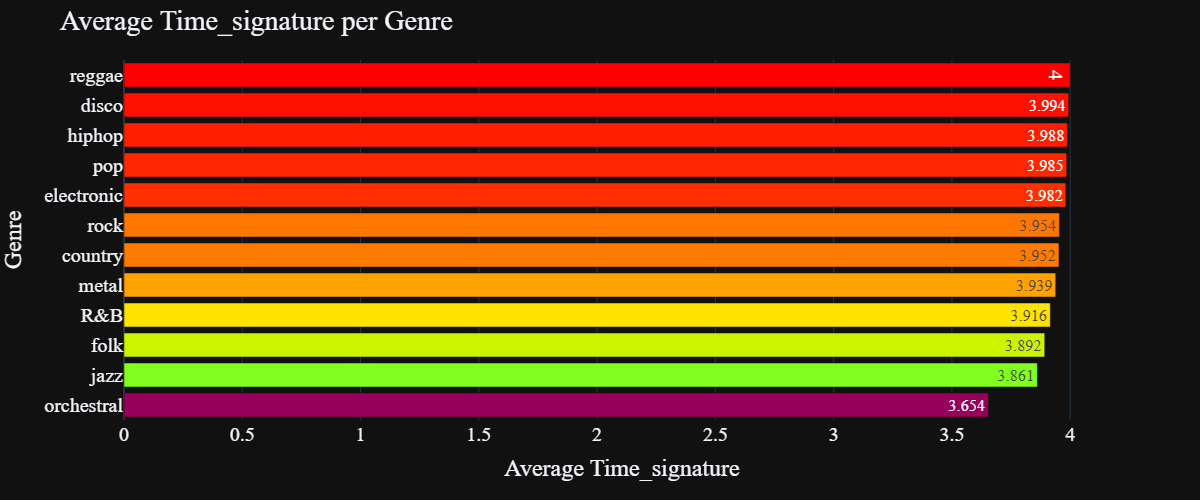 Average Time_signature per Genre
Genre
reggae 4
disco 3.994
hiphop 3.988
pop 3.985
electronic 3.982
rock 3.954
country 3.952
metal 3.939
R&B 3.916
folk 3.892
jazz 3.861
orchestral 3.654
0 0.5 1 1.5 2 2.5 3 3.5 4
Average Time_signature